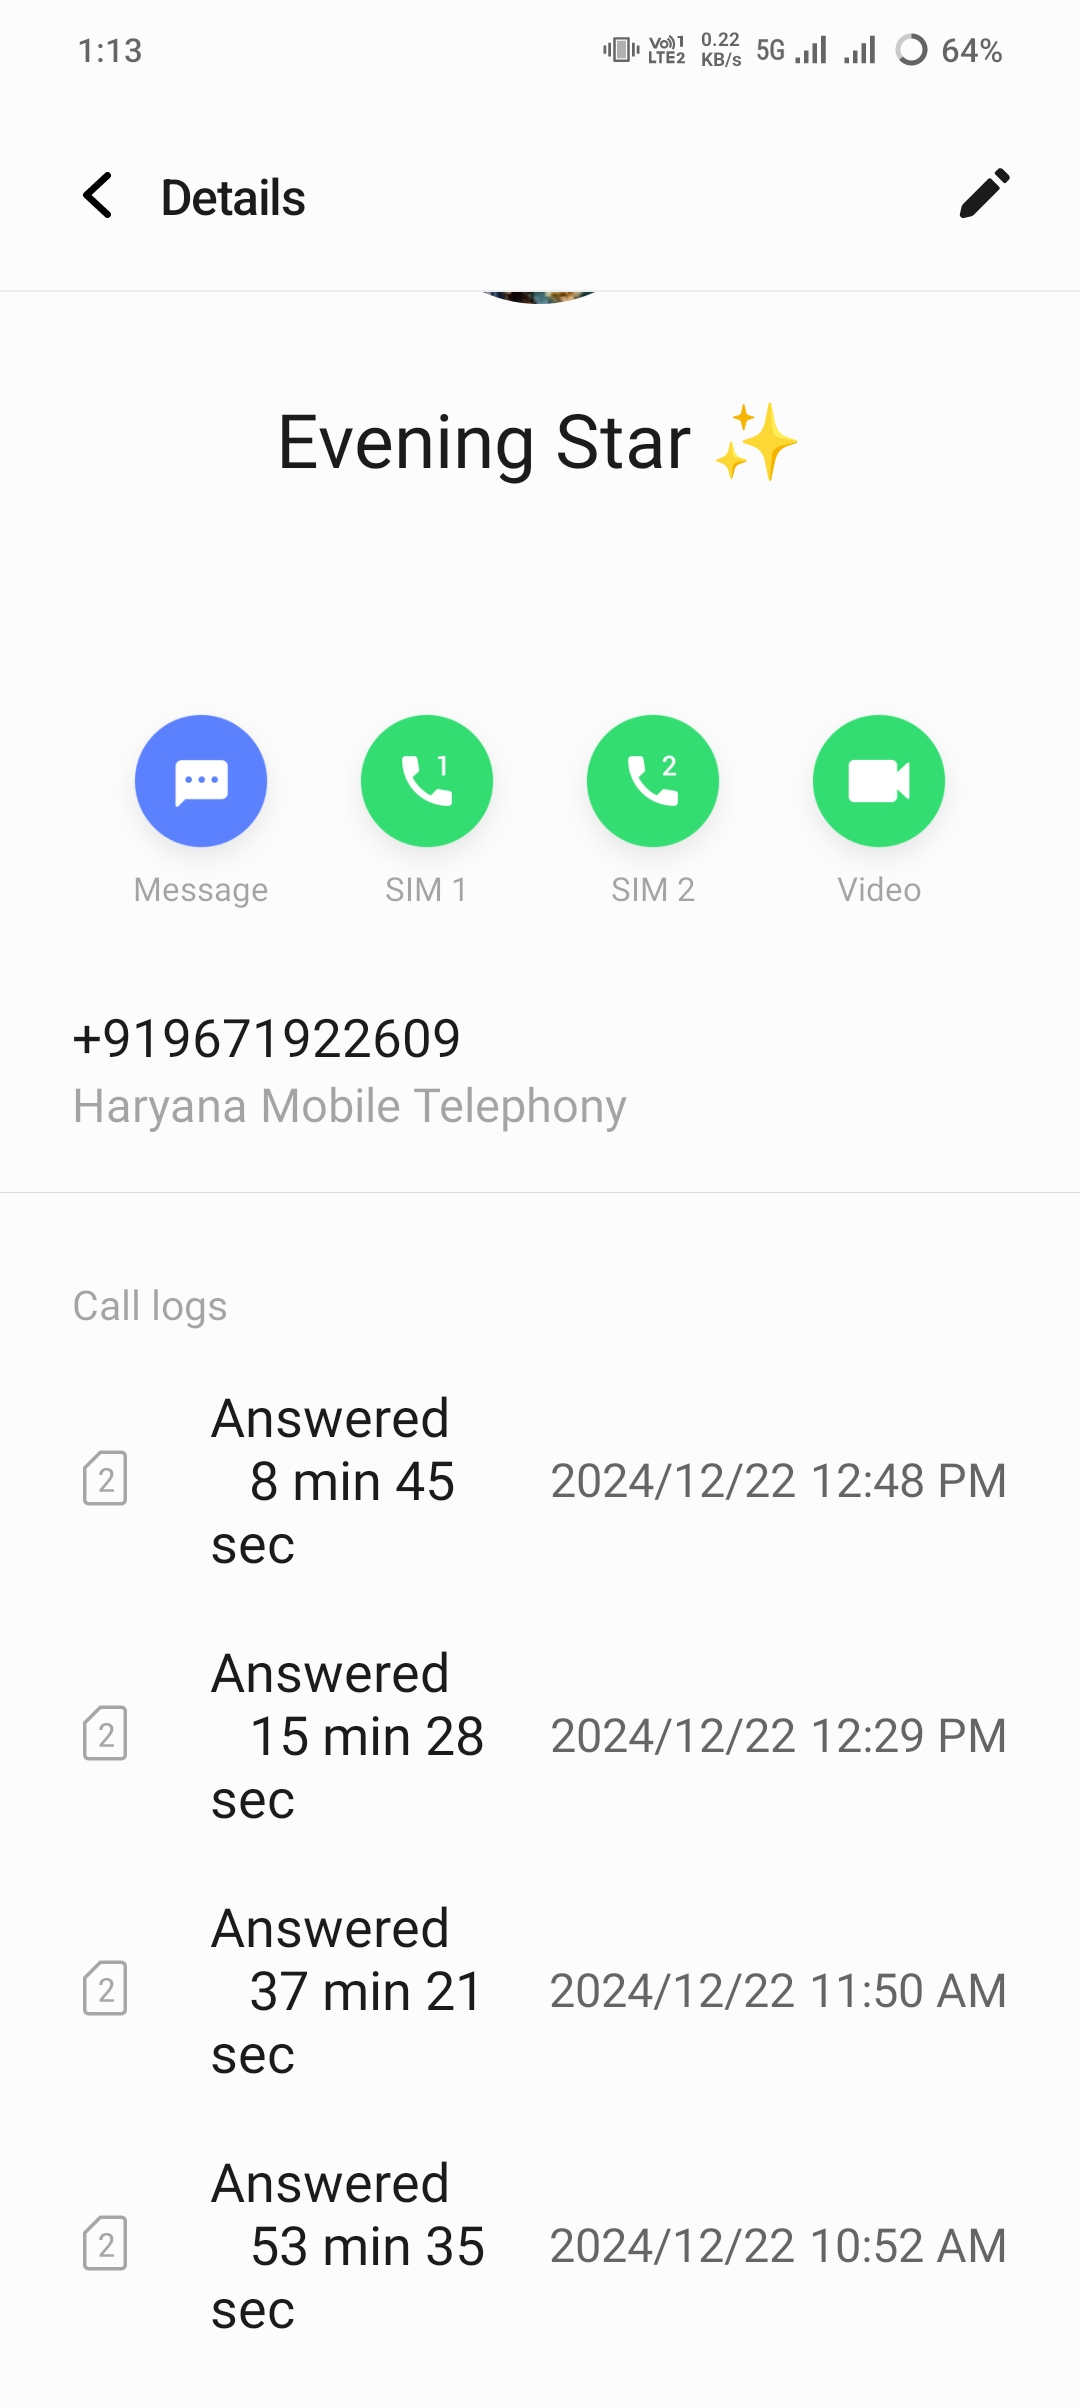 1:13
Vo)) 1
LTE2
0.22
KB/s
5G
64%
Details
Evening Star ✨
1
2
Message
SIM 1
SIM 2
Video
+919671922609
Haryana Mobile Telephony
Call logs
Answered
2
8 min 45
2024/12/22 12:48 PM
sec
Answered
2
15 min 28
2024/12/22 12:29 PM
sec
Answered
2
37 min 21
2024/12/22 11:50 AM
sec
Answered
2
53 min 35
2024/12/22 10:52 AM
sec